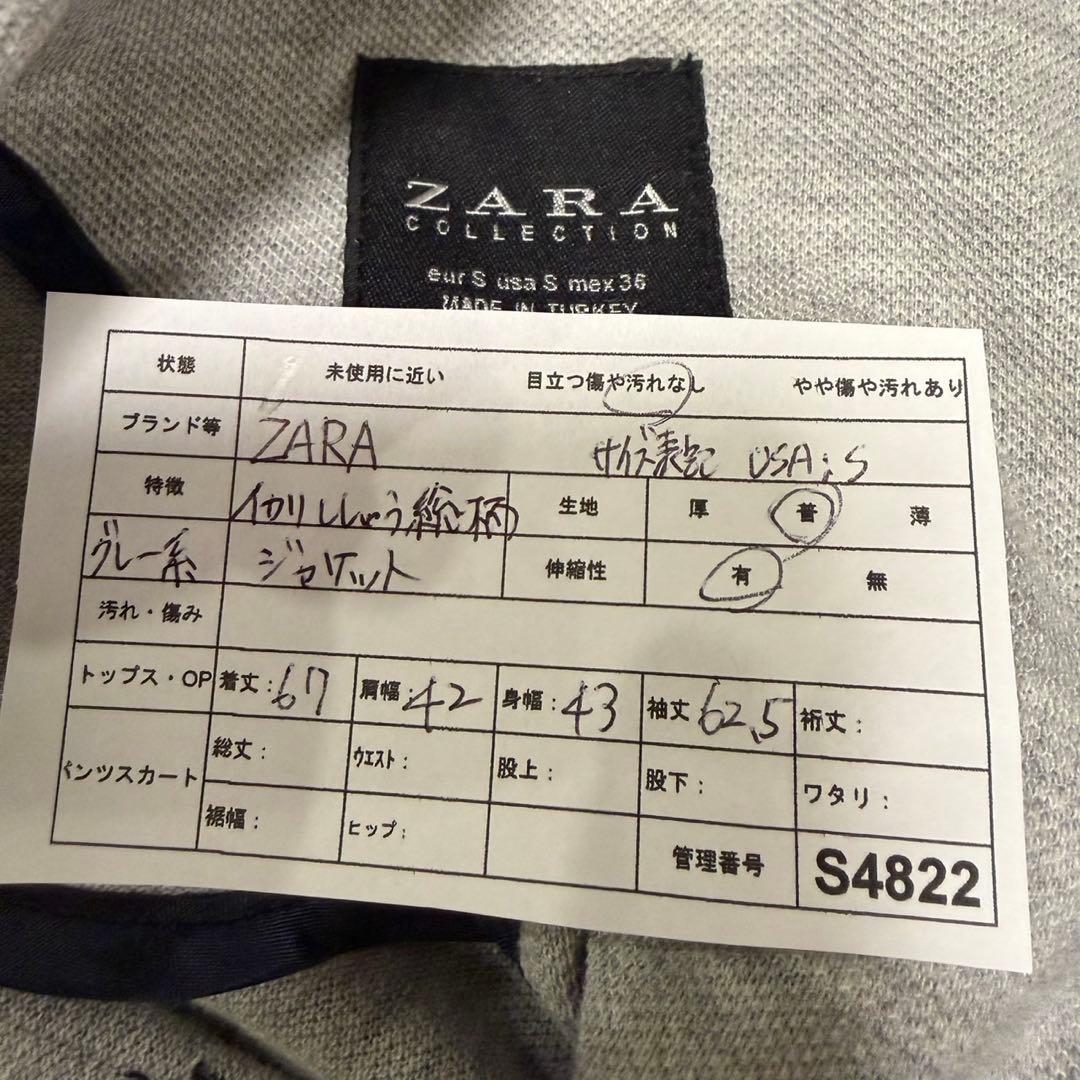 ZARA
COLLECTION
eur S usa S mex 36
MADE IN TURKEY
状態 未使用に近い 目立つ傷や汚れなし やや傷や汚れあり
ブランド等 ZARA サイズ表記 USA:S
特徴 イカリししゅう総柄 生地 厚 普 薄
グレー系 ジャケット 伸縮性 有 無
汚れ・傷み
トップス・OP 着丈:67 肩幅:42 身幅:43 袖丈 62.5 裄丈:
パンツスカート 総丈: ウエスト: 股上: 股下: ワタリ:
裾幅: ヒップ: 管理番号 S4822